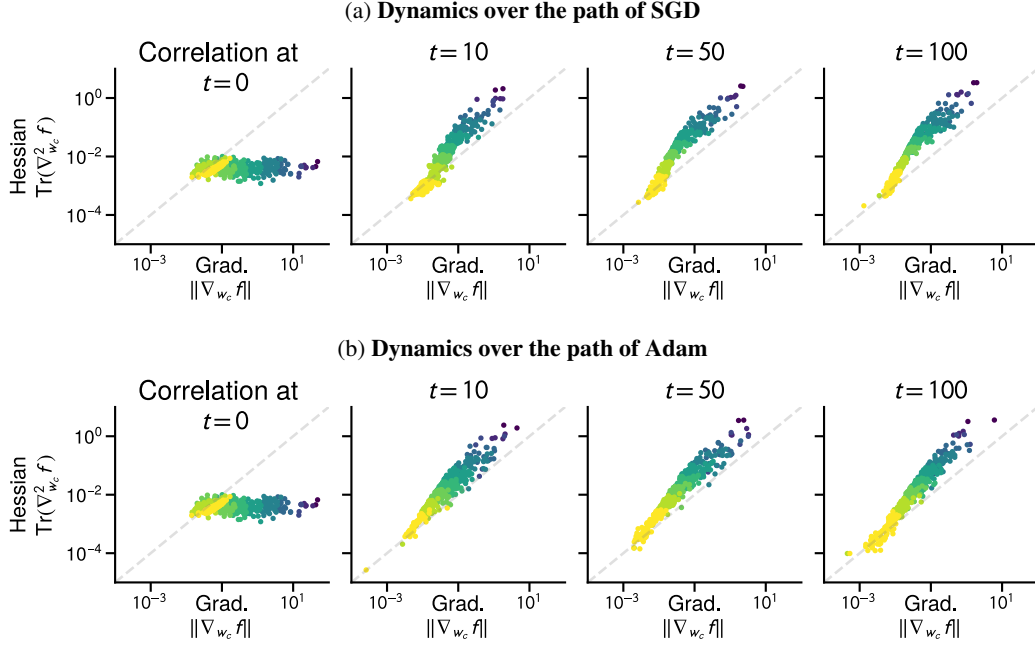 (a) Dynamics over the path of SGD
Correlation at
t=0
t=10
t=50
t=100
Hessian
Tr(∇²_{w_c} f)
10^0
10^{-2}
10^{-4}
10^{-3}
Grad.
10^1
‖∇_{w_c} f‖
10^{-3}
Grad.
10^1
‖∇_{w_c} f‖
10^{-3}
Grad.
10^1
‖∇_{w_c} f‖
10^{-3}
Grad.
10^1
‖∇_{w_c} f‖
(b) Dynamics over the path of Adam
Correlation at
t=0
t=10
t=50
t=100
Hessian
Tr(∇²_{w_c} f)
10^0
10^{-2}
10^{-4}
10^{-3}
Grad.
10^1
‖∇_{w_c} f‖
10^{-3}
Grad.
10^1
‖∇_{w_c} f‖
10^{-3}
Grad.
10^1
‖∇_{w_c} f‖
10^{-3}
Grad.
10^1
‖∇_{w_c} f‖